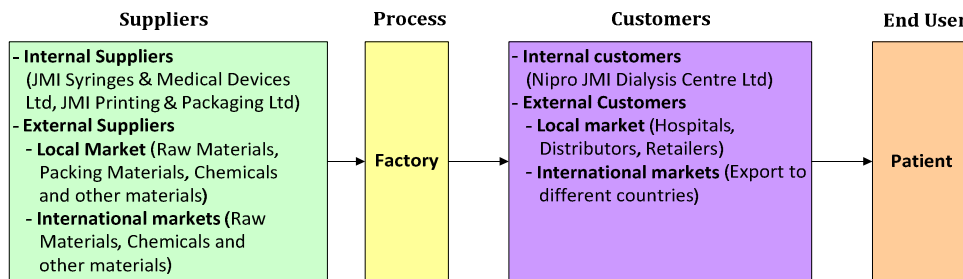 Suppliers
Process
Customers
End User
- Internal Suppliers
(JMI Syringes & Medical Devices
Ltd, JMI Printing & Packaging Ltd)
- External Suppliers
- Local Market (Raw Materials,
Packing Materials, Chemicals
and other materials)
- International markets (Raw
Materials, Chemicals and
other materials)
Factory
- Internal customers
(Nipro JMI Dialysis Centre Ltd)
- External Customers
- Local market (Hospitals,
Distributors, Retailers)
- International markets (Export to
different countries)
Patient